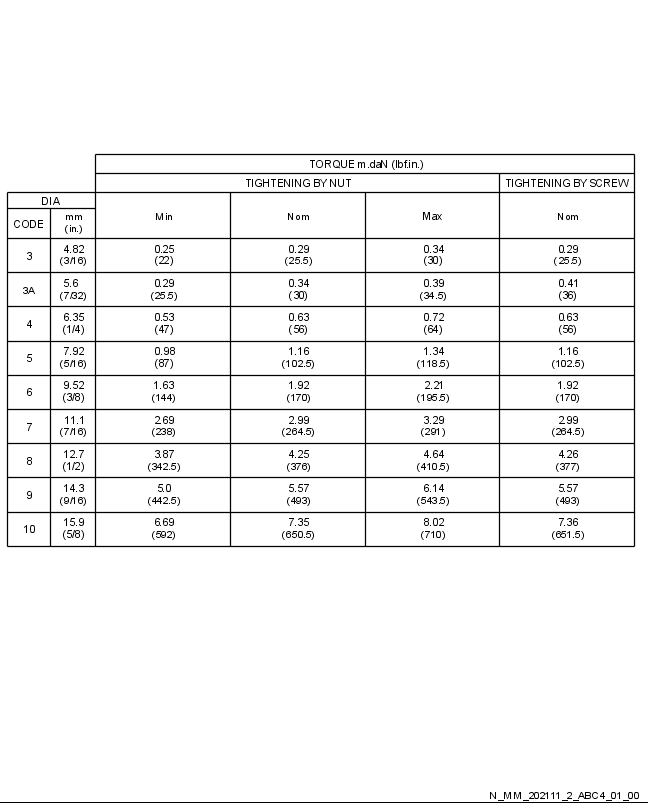 TORQUE m.daN (lbf.in.)
TIGHTENING BY NUT TIGHTENING BY SCREW
DIA
CODE mm (in.) Min Nom Max Nom
3 4.82 0.25 0.29 0.34 0.29
(3/16) (22) (25.5) (30) (25.5)
3A 5.6 0.29 0.34 0.39 0.41
(7/32) (25.5) (30) (34.5) (36)
4 6.35 0.53 0.63 0.72 0.63
(1/4) (47) (56) (64) (56)
5 7.92 0.98 1.16 1.34 1.16
(5/16) (87) (102.5) (118.5) (102.5)
6 9.52 1.63 1.92 2.21 1.92
(3/8) (144) (170) (195.5) (170)
7 11.1 2.69 2.99 3.29 2.99
(7/16) (238) (264.5) (291) (264.5)
8 12.7 3.87 4.25 4.64 4.26
(1/2) (342.5) (376) (410.5) (377)
9 14.3 5.0 5.57 6.14 5.57
(9/16) (442.5) (493) (543.5) (493)
10 15.9 6.69 7.35 8.02 7.36
(5/8) (592) (650.5) (710) (651.5)
N_MM_202111_2_ABC4_01_00